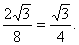 2√3/8 = √3/4.